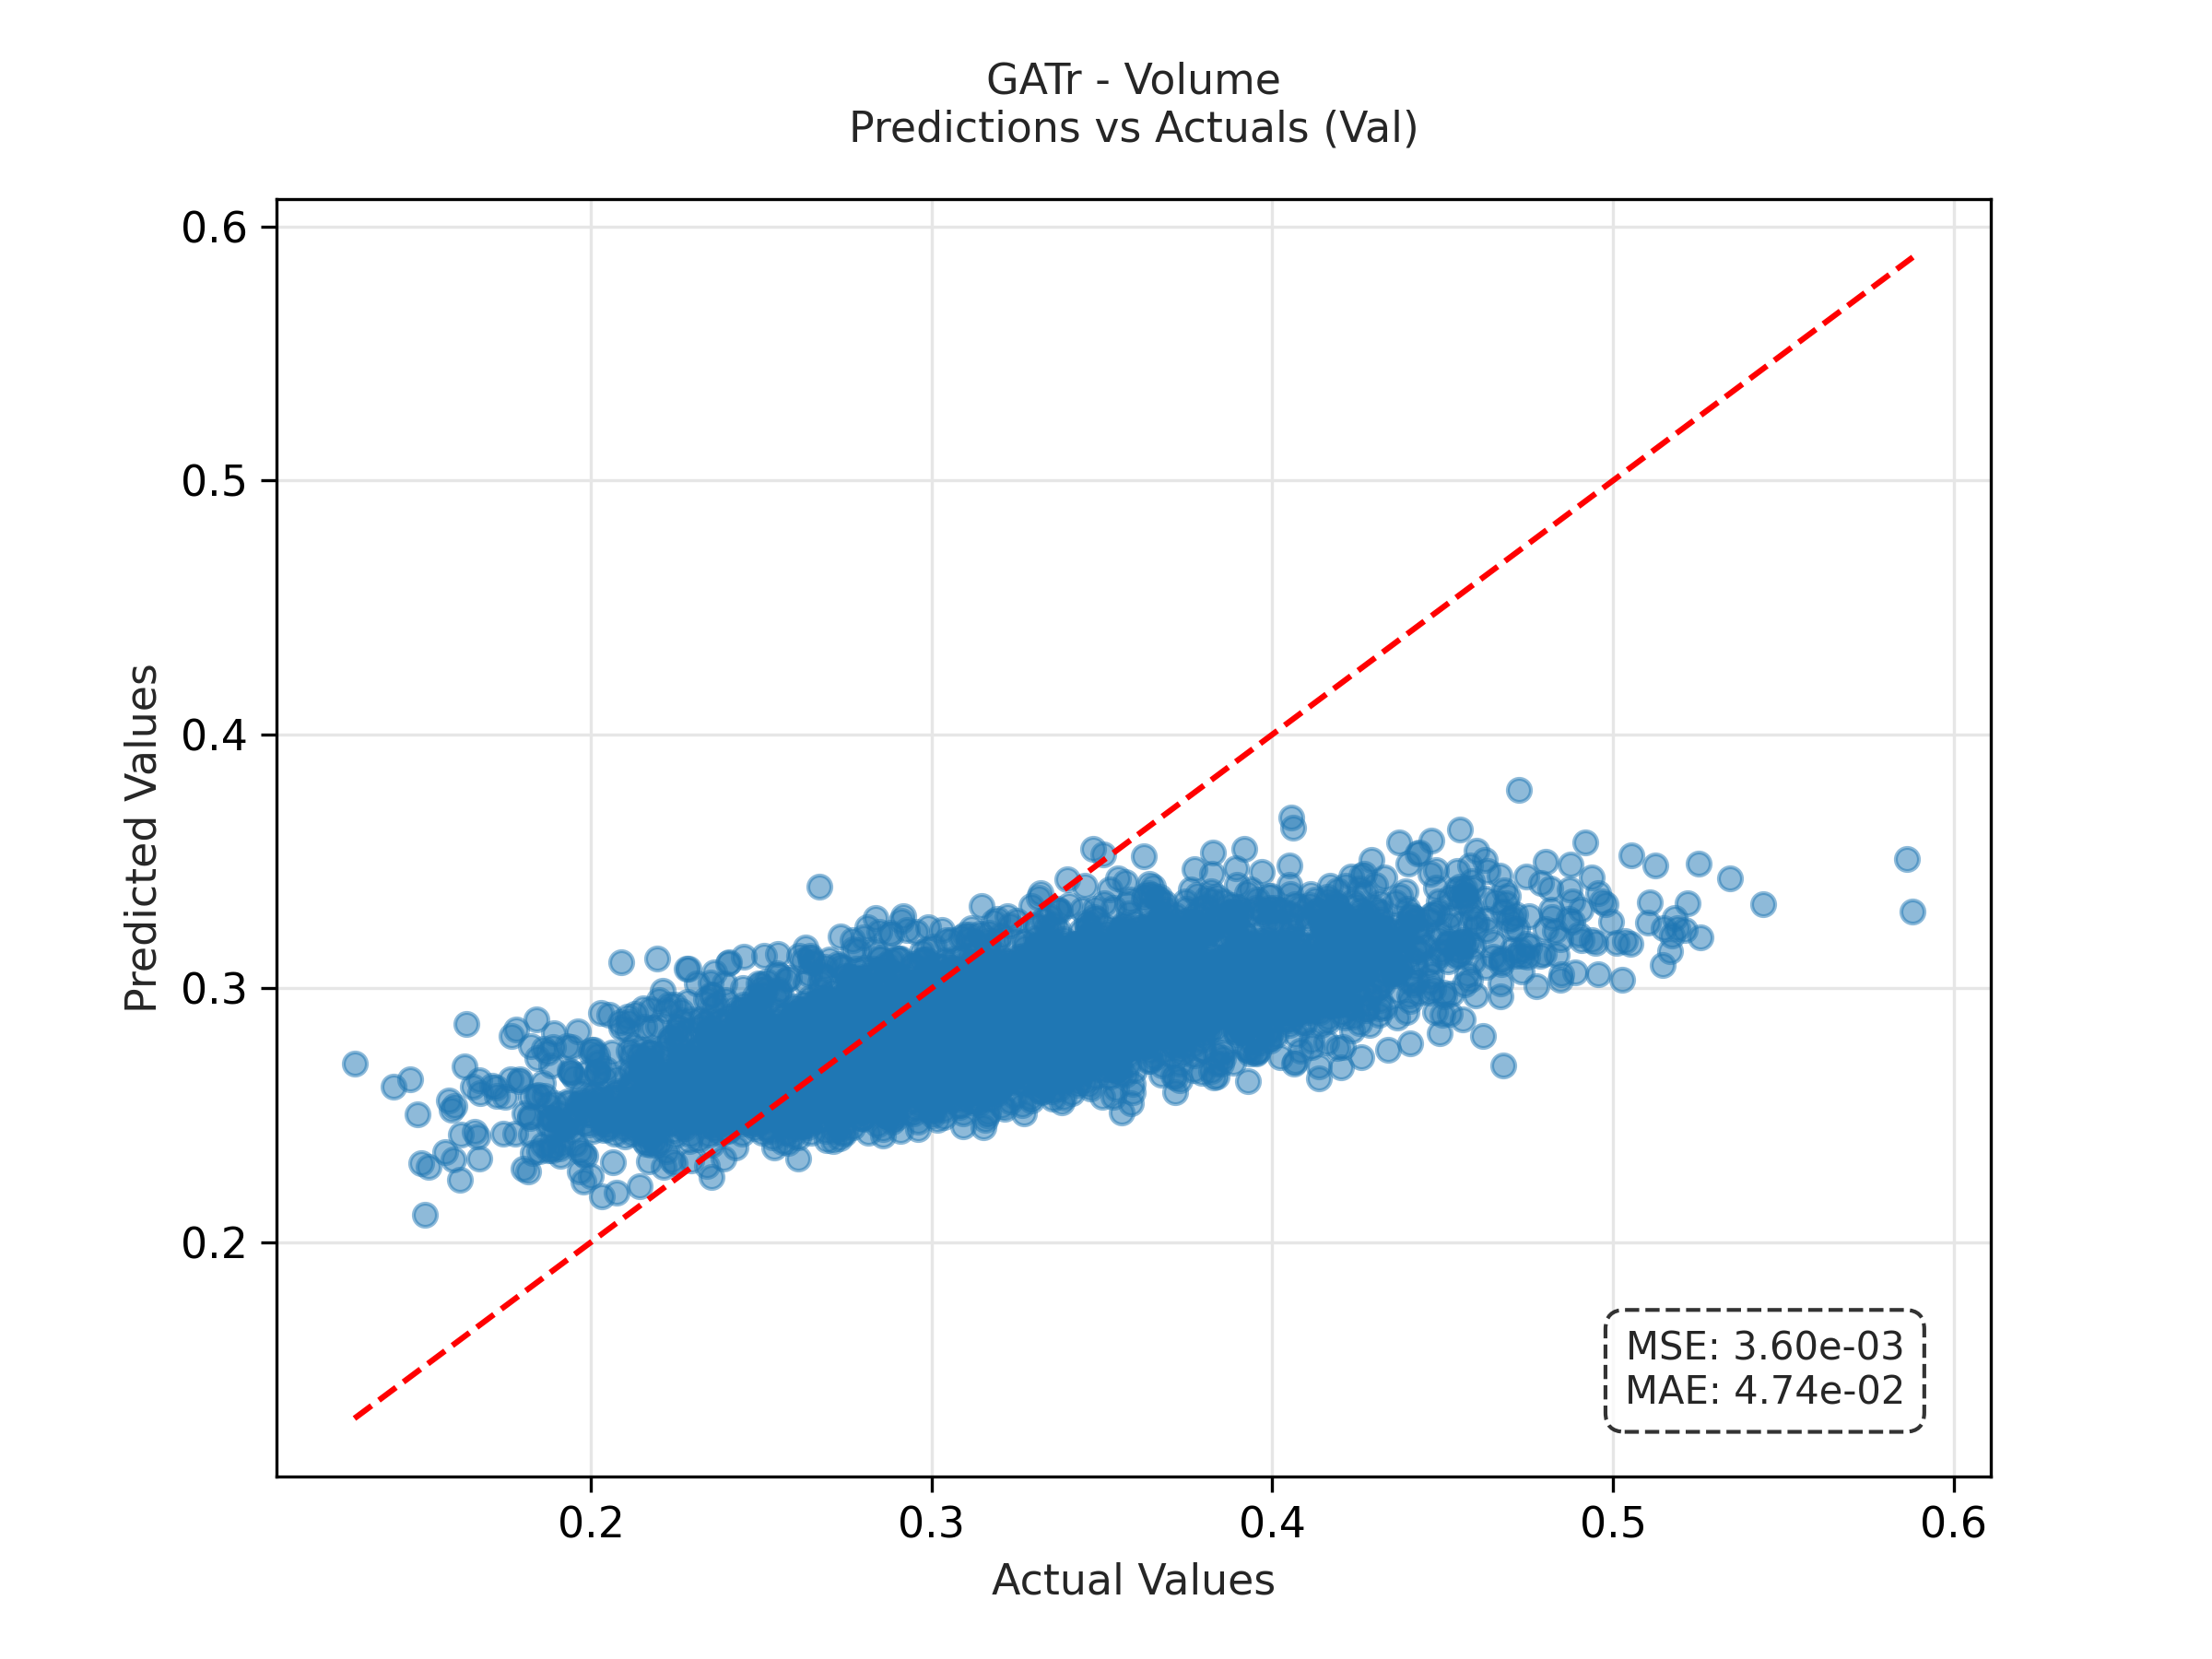 GATr - Volume
Predictions vs Actuals (Val)
0.6
0.5
0.4
0.3
0.2
Predicted Values
MSE: 3.60e-03
MAE: 4.74e-02
0.2
0.3
0.4
0.5
0.6
Actual Values